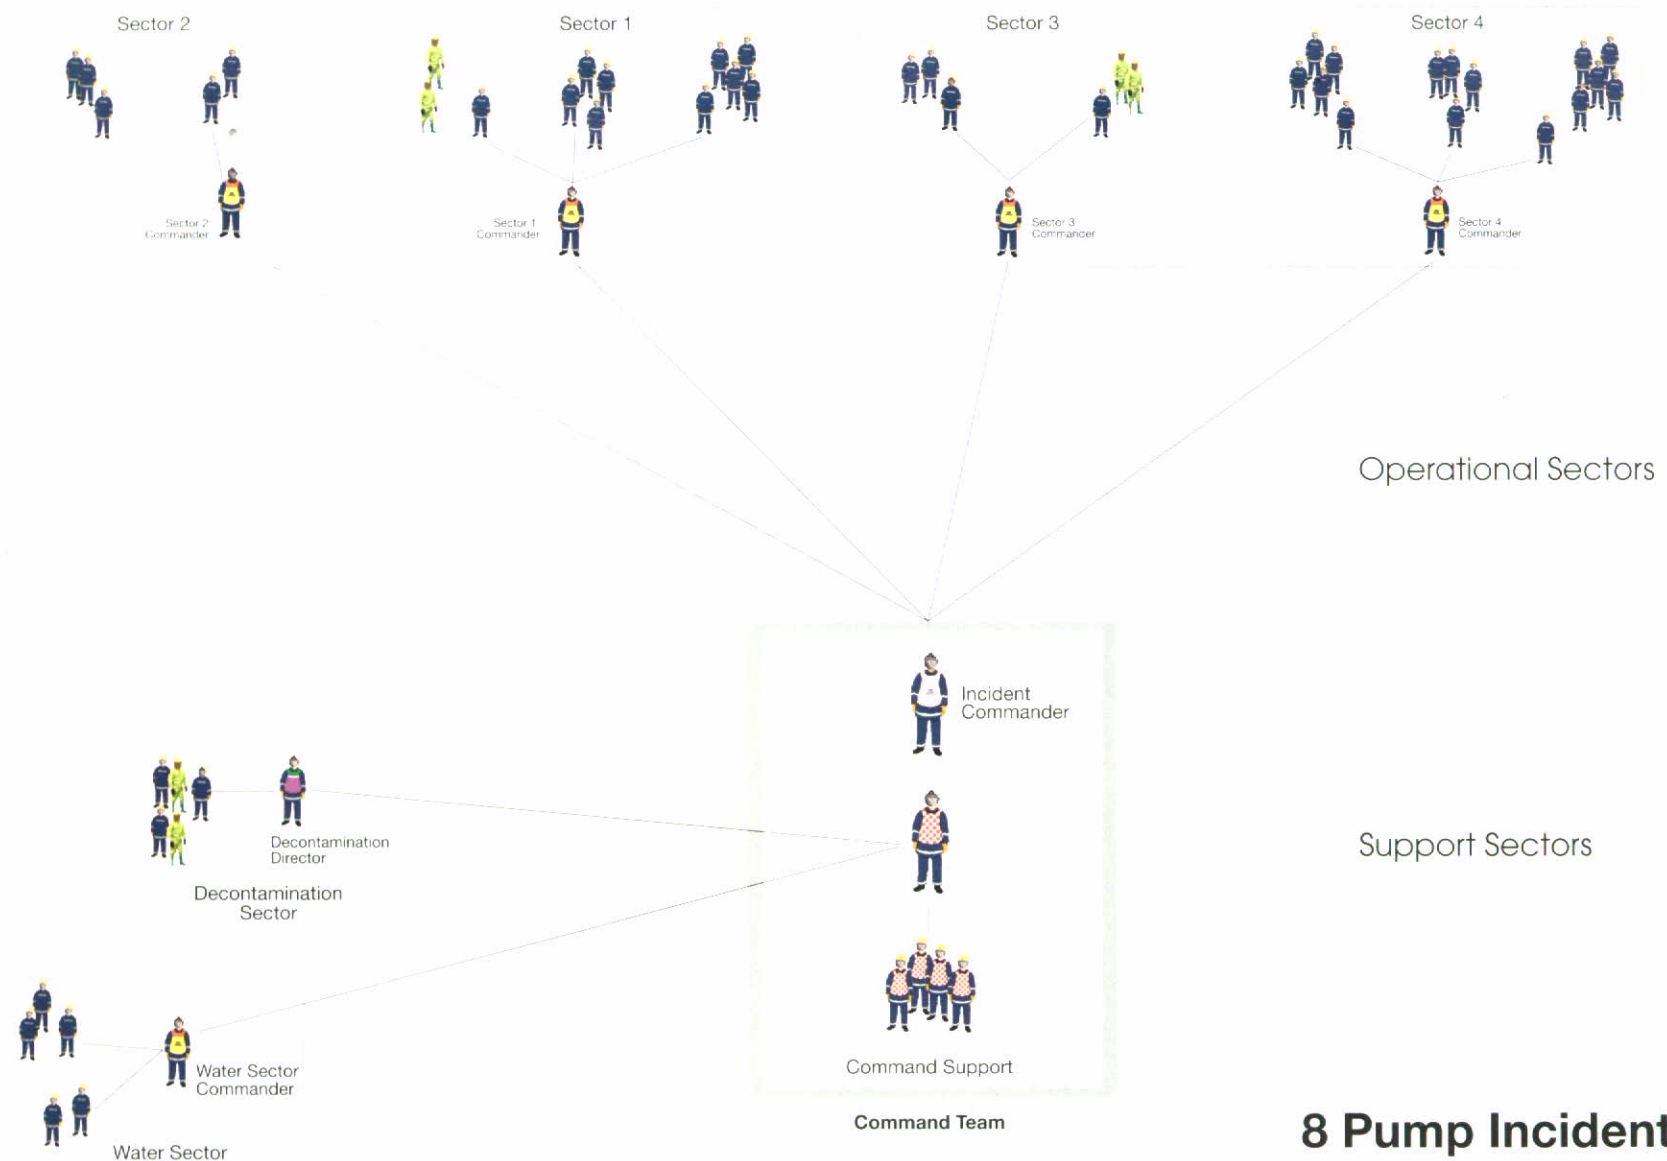 Sector 2
Sector 1
Sector 3
Sector 4
Sector 2
Commander
Sector 1
Commander
Sector 3
Commander
Sector 4
Commander
Operational Sectors
Incident
Commander
Decontamination
Director
Decontamination
Sector
Support Sectors
Water Sector
Commander
Water Sector
Command Support
Command Team
8 Pump Incident